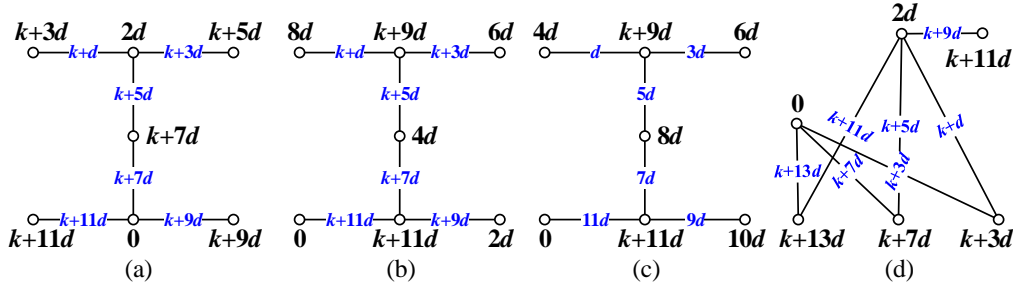 k+3d 2d k+5d
k+d k+3d
k+5d
k+7d
k+7d
k+11d k+9d
k+11d 0 k+9d
(a)
8d k+9d 6d
k+d k+3d
k+5d
4d
k+7d
k+11d k+9d
0 k+11d 2d
(b)
4d k+9d 6d
d 3d
5d
8d
7d
11d 9d
0 k+11d 10d
(c)
2d
k+9d
k+11d
0
k+11d k+5d k+d
k+13d k+7d k+3d
k+13d k+7d k+3d
(d)